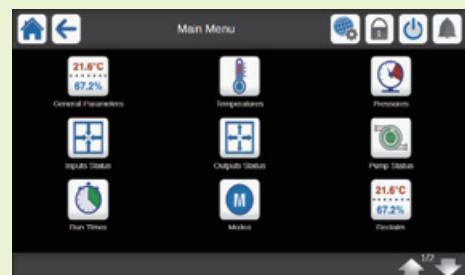 Main Menu
21.6°C
67.2%
General Parameters
Temperatures
Pressures
Inputs Status
Outputs Status
Pump Status
M
21.6°C
67.2%
Run Times
Modes
Reclaim
1/2